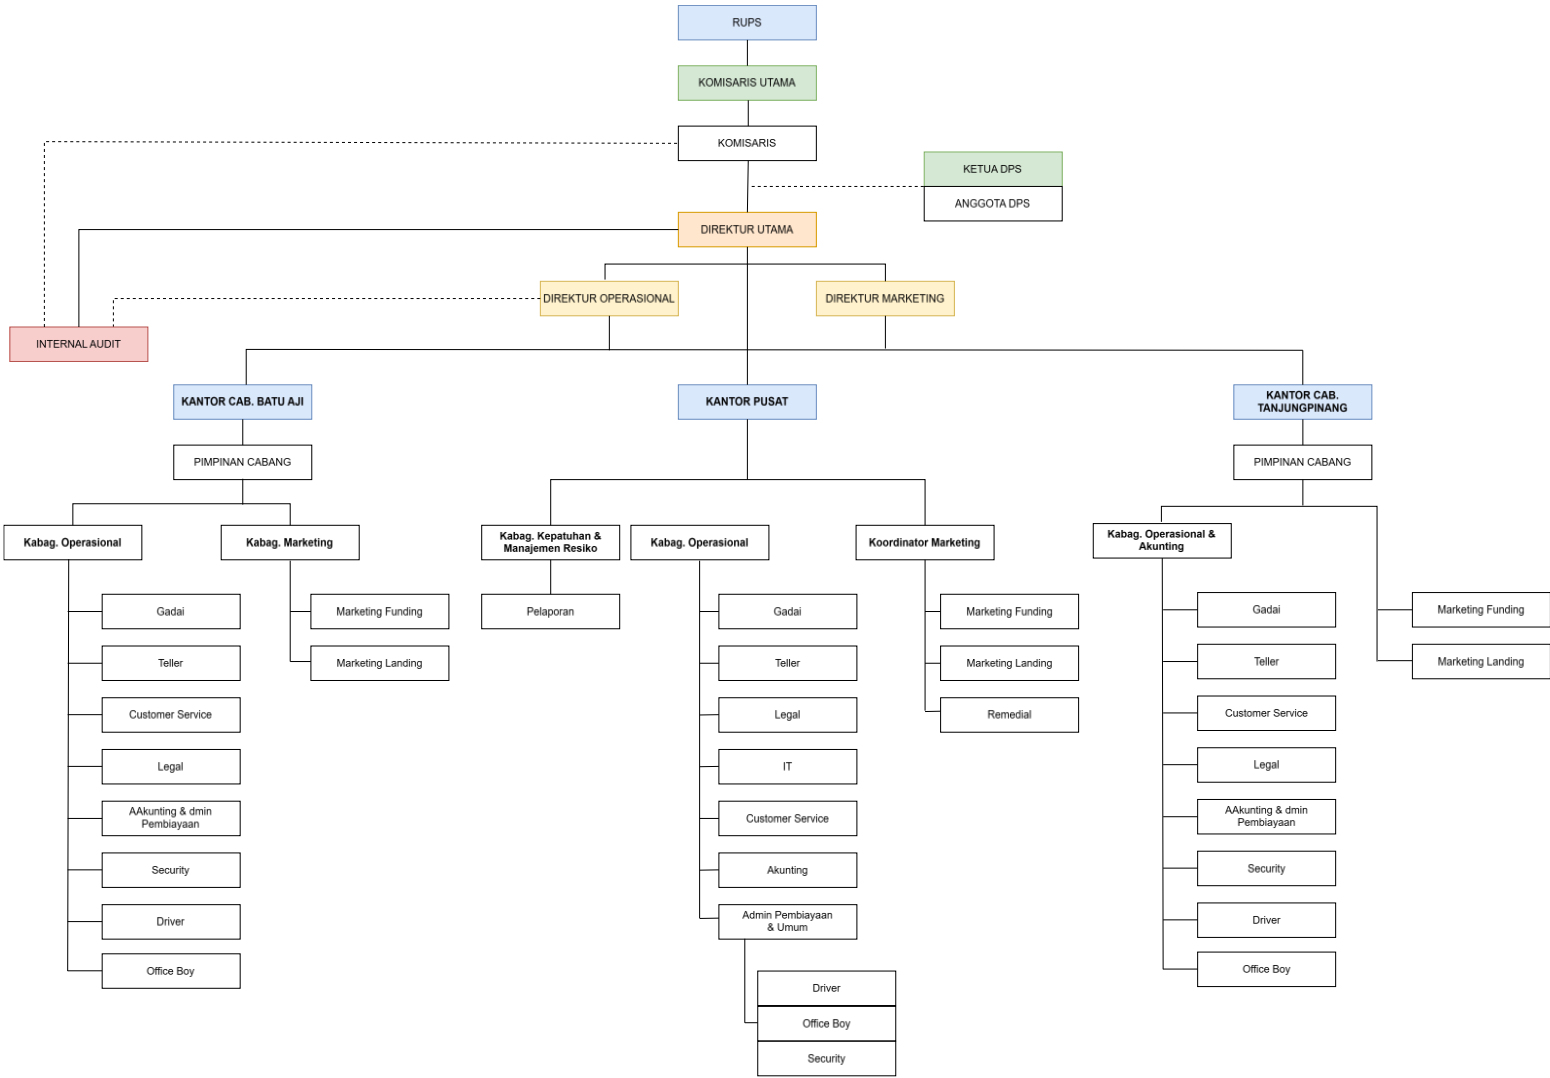 RUPS
KOMISARIS UTAMA
KOMISARIS
KETUA DPS
ANGGOTA DPS
DIREKTUR UTAMA
DIREKTUR OPERASIONAL
DIREKTUR MARKETING
INTERNAL AUDIT
KANTOR CAB. BATU AJI
PIMPINAN CABANG
Kabag. Operasional
Gadai
Teller
Customer Service
Legal
AAkunting & dmin
Pembiayaan
Security
Driver
Office Boy
Kabag. Marketing
Marketing Funding
Marketing Landing
KANTOR PUSAT
Kabag. Kepatuhan &
Manajemen Resiko
Pelaporan
Kabag. Operasional
Gadai
Teller
Legal
IT
Customer Service
Akunting
Admin Pembiayaan
& Umum
Driver
Office Boy
Security
Koordinator Marketing
Marketing Funding
Marketing Landing
Remedial
KANTOR CAB.
TANJUNGPINANG
PIMPINAN CABANG
Kabag. Operasional &
Akunting
Gadai
Teller
Customer Service
Legal
AAkunting & dmin
Pembiayaan
Security
Driver
Office Boy
Marketing Funding
Marketing Landing